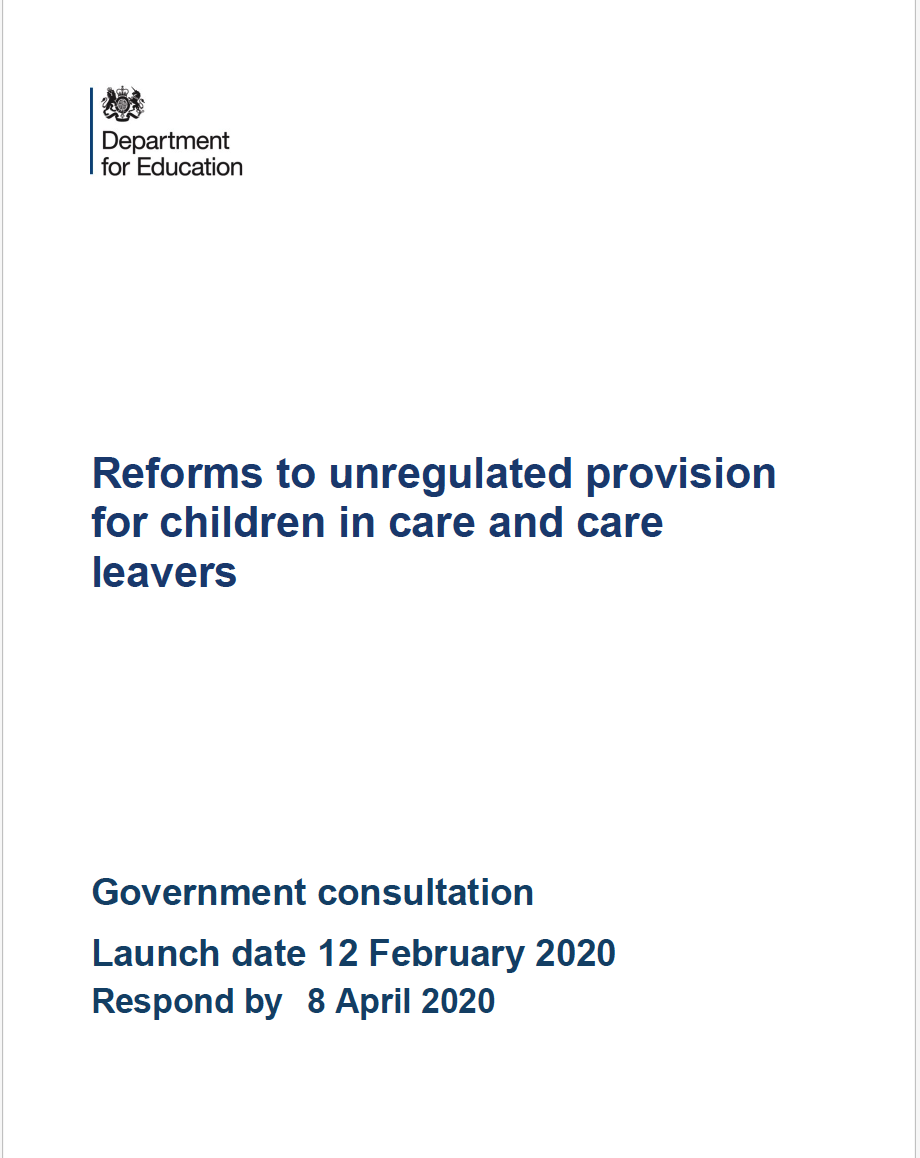 Department
for Education
Reforms to unregulated provision
for children in care and care
leavers
Government consultation
Launch date 12 February 2020
Respond by 8 April 2020